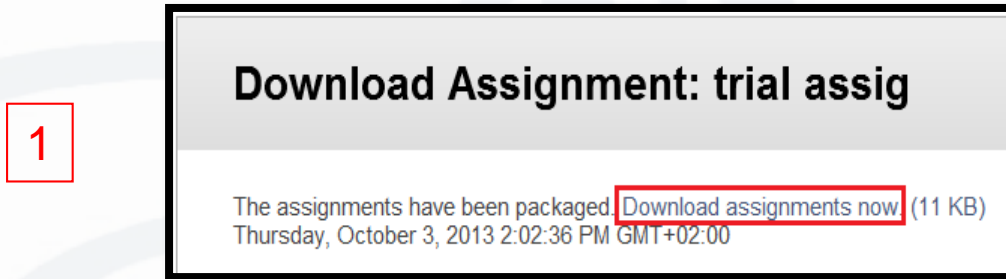 Download Assignment: trial assig
1
The assignments have been packaged. Download assignments now. (11 KB)
Thursday, October 3, 2013 2:02:36 PM GMT+02:00